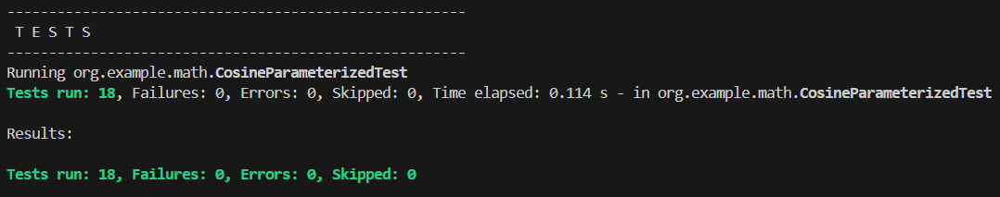 -------------------------------------------------------
T E S T S
-------------------------------------------------------
Running org.example.math.CosineParameterizedTest
Tests run: 18, Failures: 0, Errors: 0, Skipped: 0, Time elapsed: 0.114 s - in org.example.math.CosineParameterizedTest
Results:
Tests run: 18, Failures: 0, Errors: 0, Skipped: 0